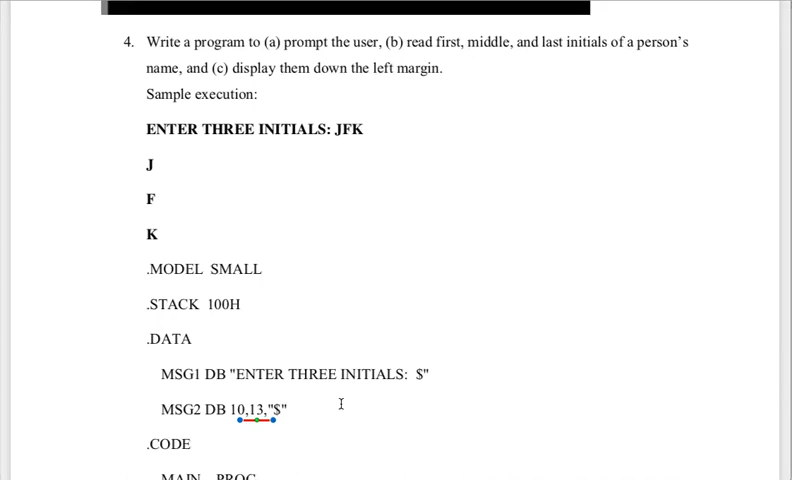 4. Write a program to (a) prompt the user, (b) read first, middle, and last initials of a person's
name, and (c) display them down the left margin.
Sample execution:
ENTER THREE INITIALS: JFK
J
F
K
.MODEL SMALL
.STACK 100H
.DATA
MSG1 DB "ENTER THREE INITIALS: $"
MSG2 DB 10,13,"$"
.CODE
MAIN PROC